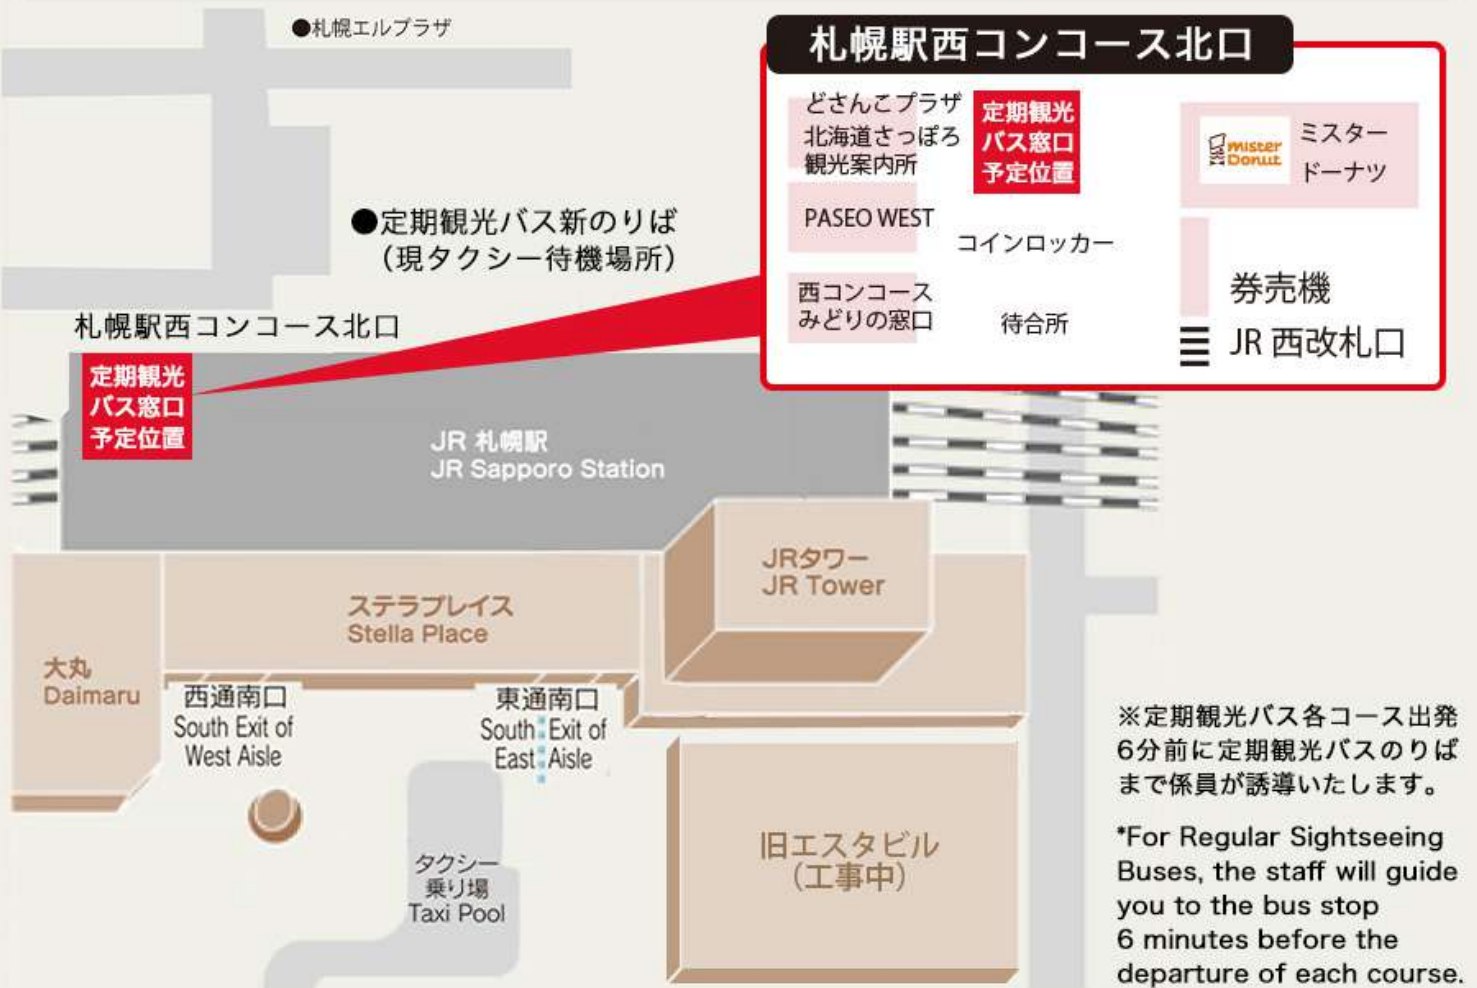 ●札幌エルプラザ
札幌駅西コンコース北口
どさんこプラザ
北海道さっぽろ
観光案内所
定期観光
バス窓口
予定位置
mister
Donut
ミスター
ドーナツ
PASEO WEST
コインロッカー
西コンコース
みどりの窓口
待合所
券売機
JR 西改札口
●定期観光バス新のりば
（現タクシー待機場所）
札幌駅西コンコース北口
定期観光
バス窓口
予定位置
JR 札幌駅
JR Sapporo Station
JRタワー
JR Tower
ステラプレイス
Stella Place
大丸
Daimaru
西通南口
South Exit of
West Aisle
東通南口
South Exit of
East Aisle
タクシー
乗り場
Taxi Pool
旧エスタビル
（工事中）
※定期観光バス各コース出発
6分前に定期観光バスのりば
まで係員が誘導いたします。
*For Regular Sightseeing
Buses, the staff will guide
you to the bus stop
6 minutes before the
departure of each course.